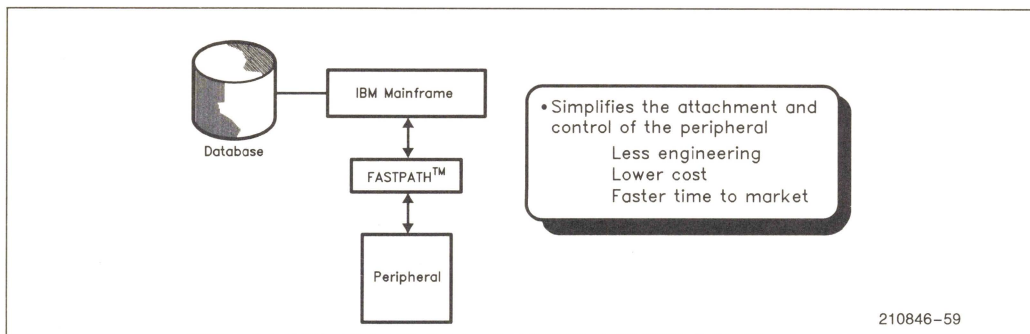 Database
IBM Mainframe
FASTPATH™
Peripheral
•Simplifies the attachment and
control of the peripheral
Less engineering
Lower cost
Faster time to market
210846–59